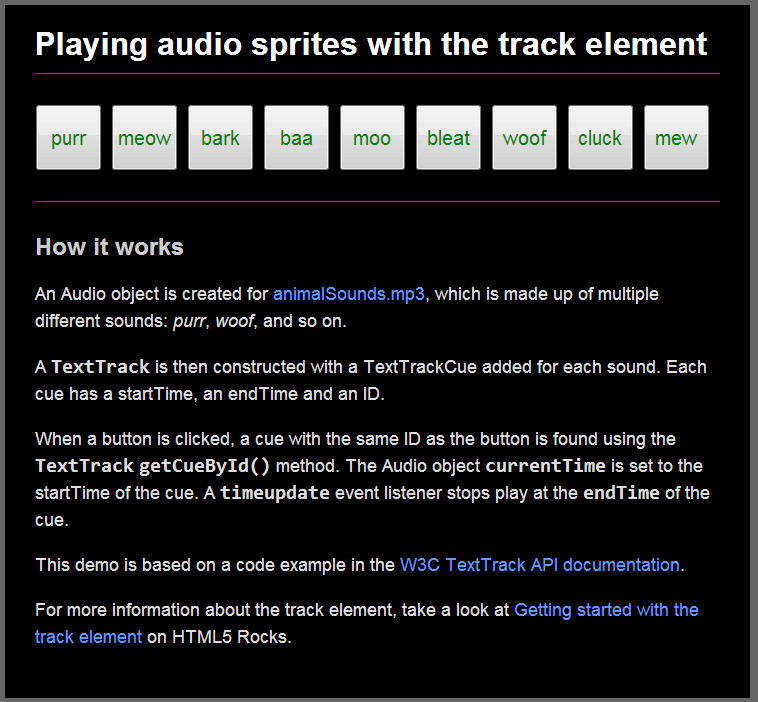 Playing audio sprites with the track element
purr meow bark baa moo bleat woof cluck mew
How it works
An Audio object is created for animalSounds.mp3, which is made up of multiple
different sounds: purr, woof, and so on.
A TextTrack is then constructed with a TextTrackCue added for each sound. Each
cue has a startTime, an endTime and an ID.
When a button is clicked, a cue with the same ID as the button is found using the
TextTrack getCueById() method. The Audio object currentTime is set to the
startTime of the cue. A timeupdate event listener stops play at the endTime of the
cue.
This demo is based on a code example in the W3C TextTrack API documentation.
For more information about the track element, take a look at Getting started with the
track element on HTML5 Rocks.